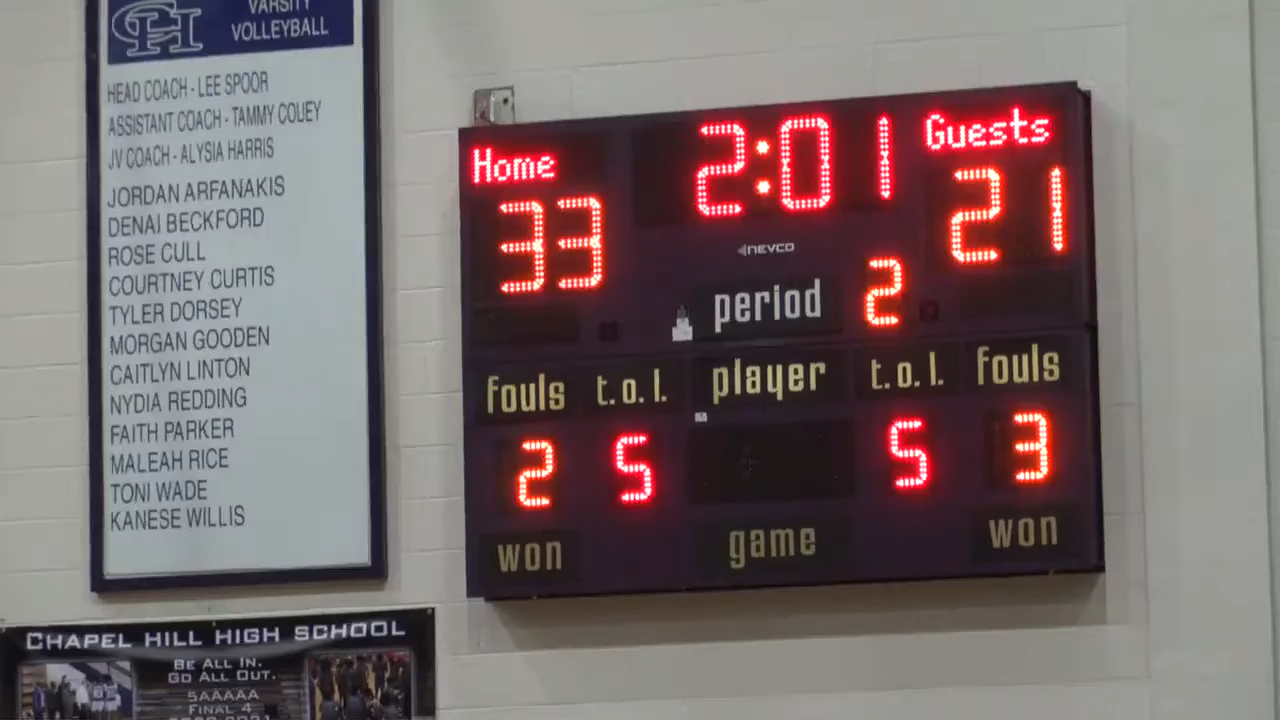 VARSITY
VOLLEYBALL
CH
HEAD COACH - LEE SPOOR
ASSISTANT COACH - TAMMY COUEY
JV COACH - ALYSIA HARRIS
JORDAN ARFANAKIS
DENAI BECKFORD
ROSE CULL
COURTNEY CURTIS
TYLER DORSEY
MORGAN GOODEN
CAITLYN LINTON
NYDIA REDDING
FAITH PARKER
MALEAH RICE
TONI WADE
KANESE WILLIS
Home 2:01 Guests
33 21
NEVCO
period 2
fouls t.o.l. player t.o.l. fouls
2 5 5 3
won game won
CHAPEL HILL HIGH SCHOOL
BE ALL IN.
GO ALL OUT.
5AAAAA
FINAL 4